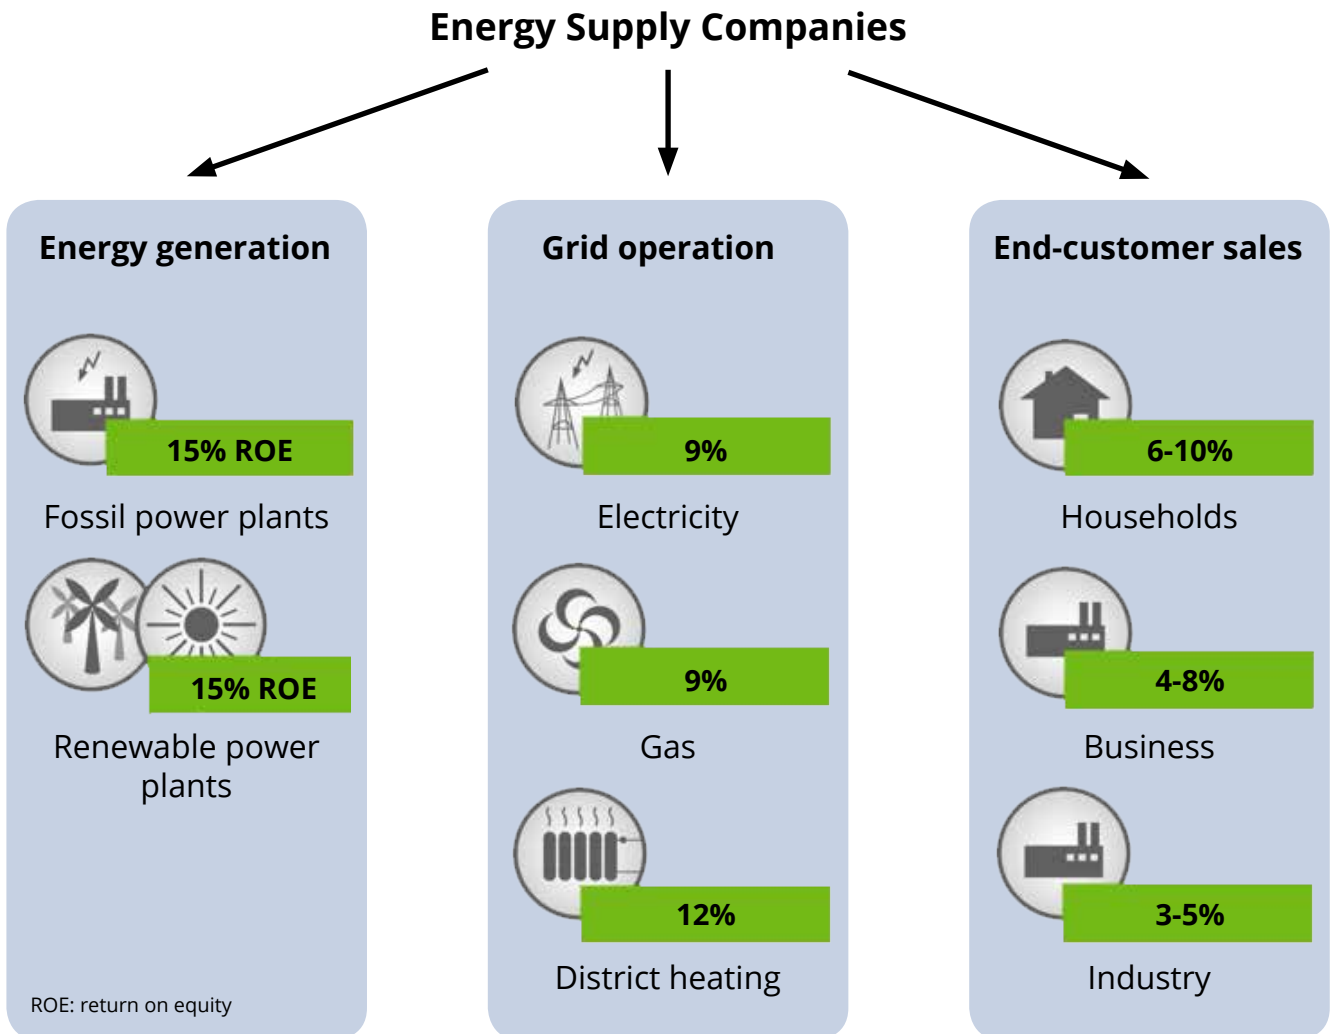 Energy Supply Companies
Energy generation
15% ROE
Fossil power plants
15% ROE
Renewable power
plants
ROE: return on equity
Grid operation
9%
Electricity
9%
Gas
12%
District heating
End-customer sales
6-10%
Households
4-8%
Business
3-5%
Industry